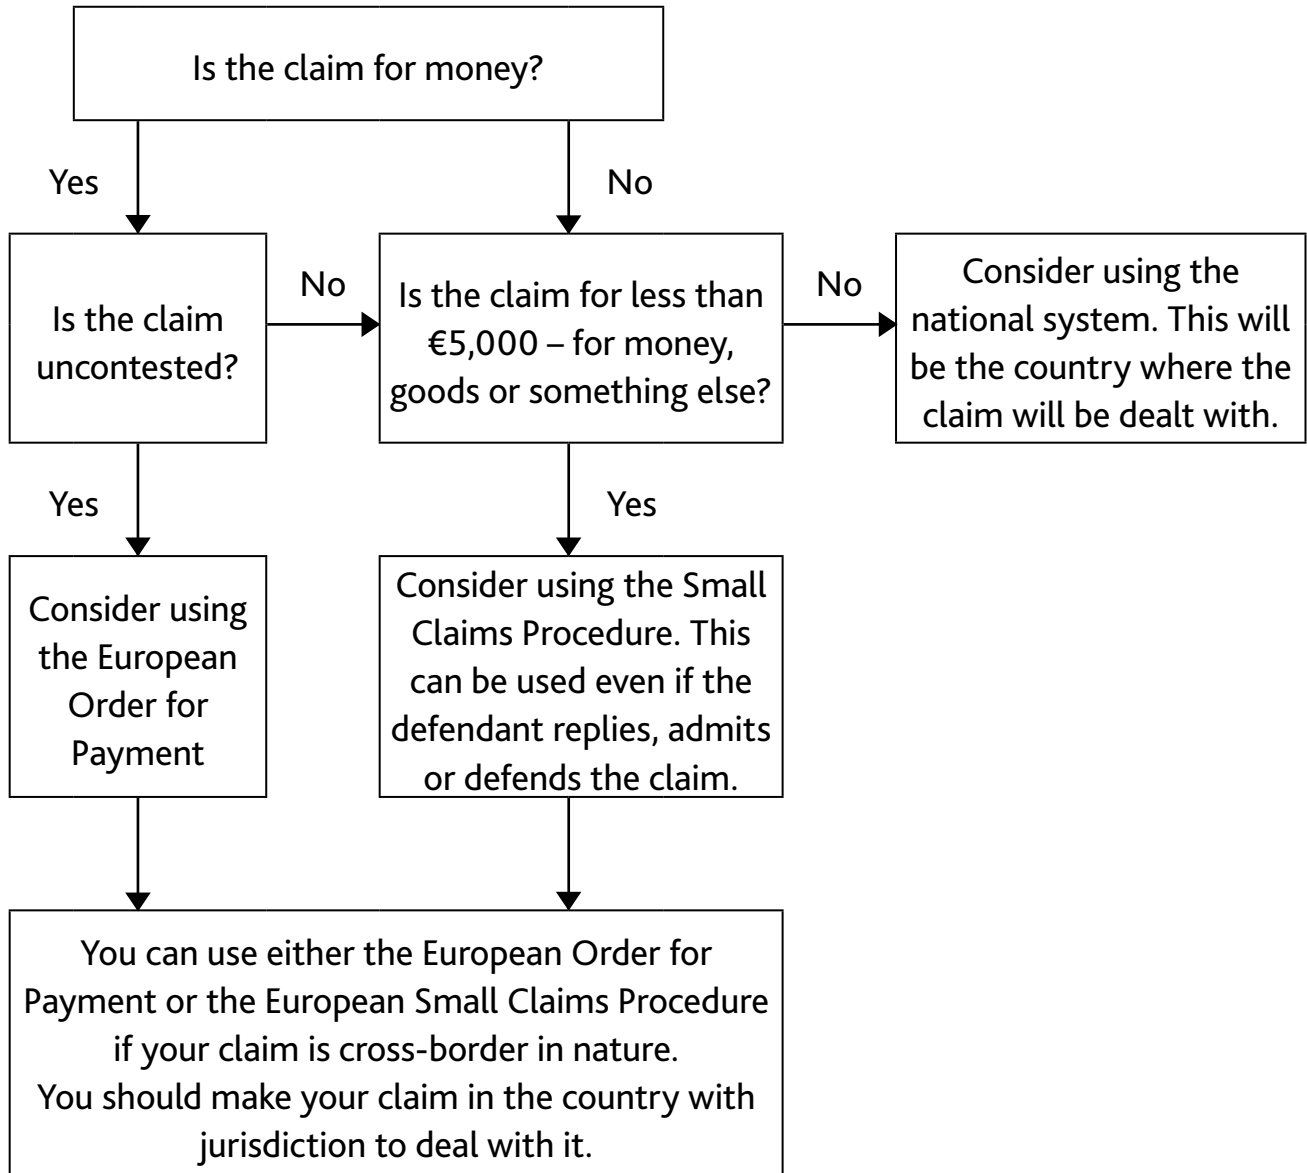 Is the claim for money?
Yes
No
Is the claim
uncontested?
No
Is the claim for less than
€5,000 – for money,
goods or something else?
No
Consider using the
national system. This will
be the country where the
claim will be dealt with.
Yes
Yes
Consider using
the European
Order for
Payment
Consider using the Small
Claims Procedure. This
can be used even if the
defendant replies, admits
or defends the claim.
You can use either the European Order for
Payment or the European Small Claims Procedure
if your claim is cross-border in nature.
You should make your claim in the country with
jurisdiction to deal with it.